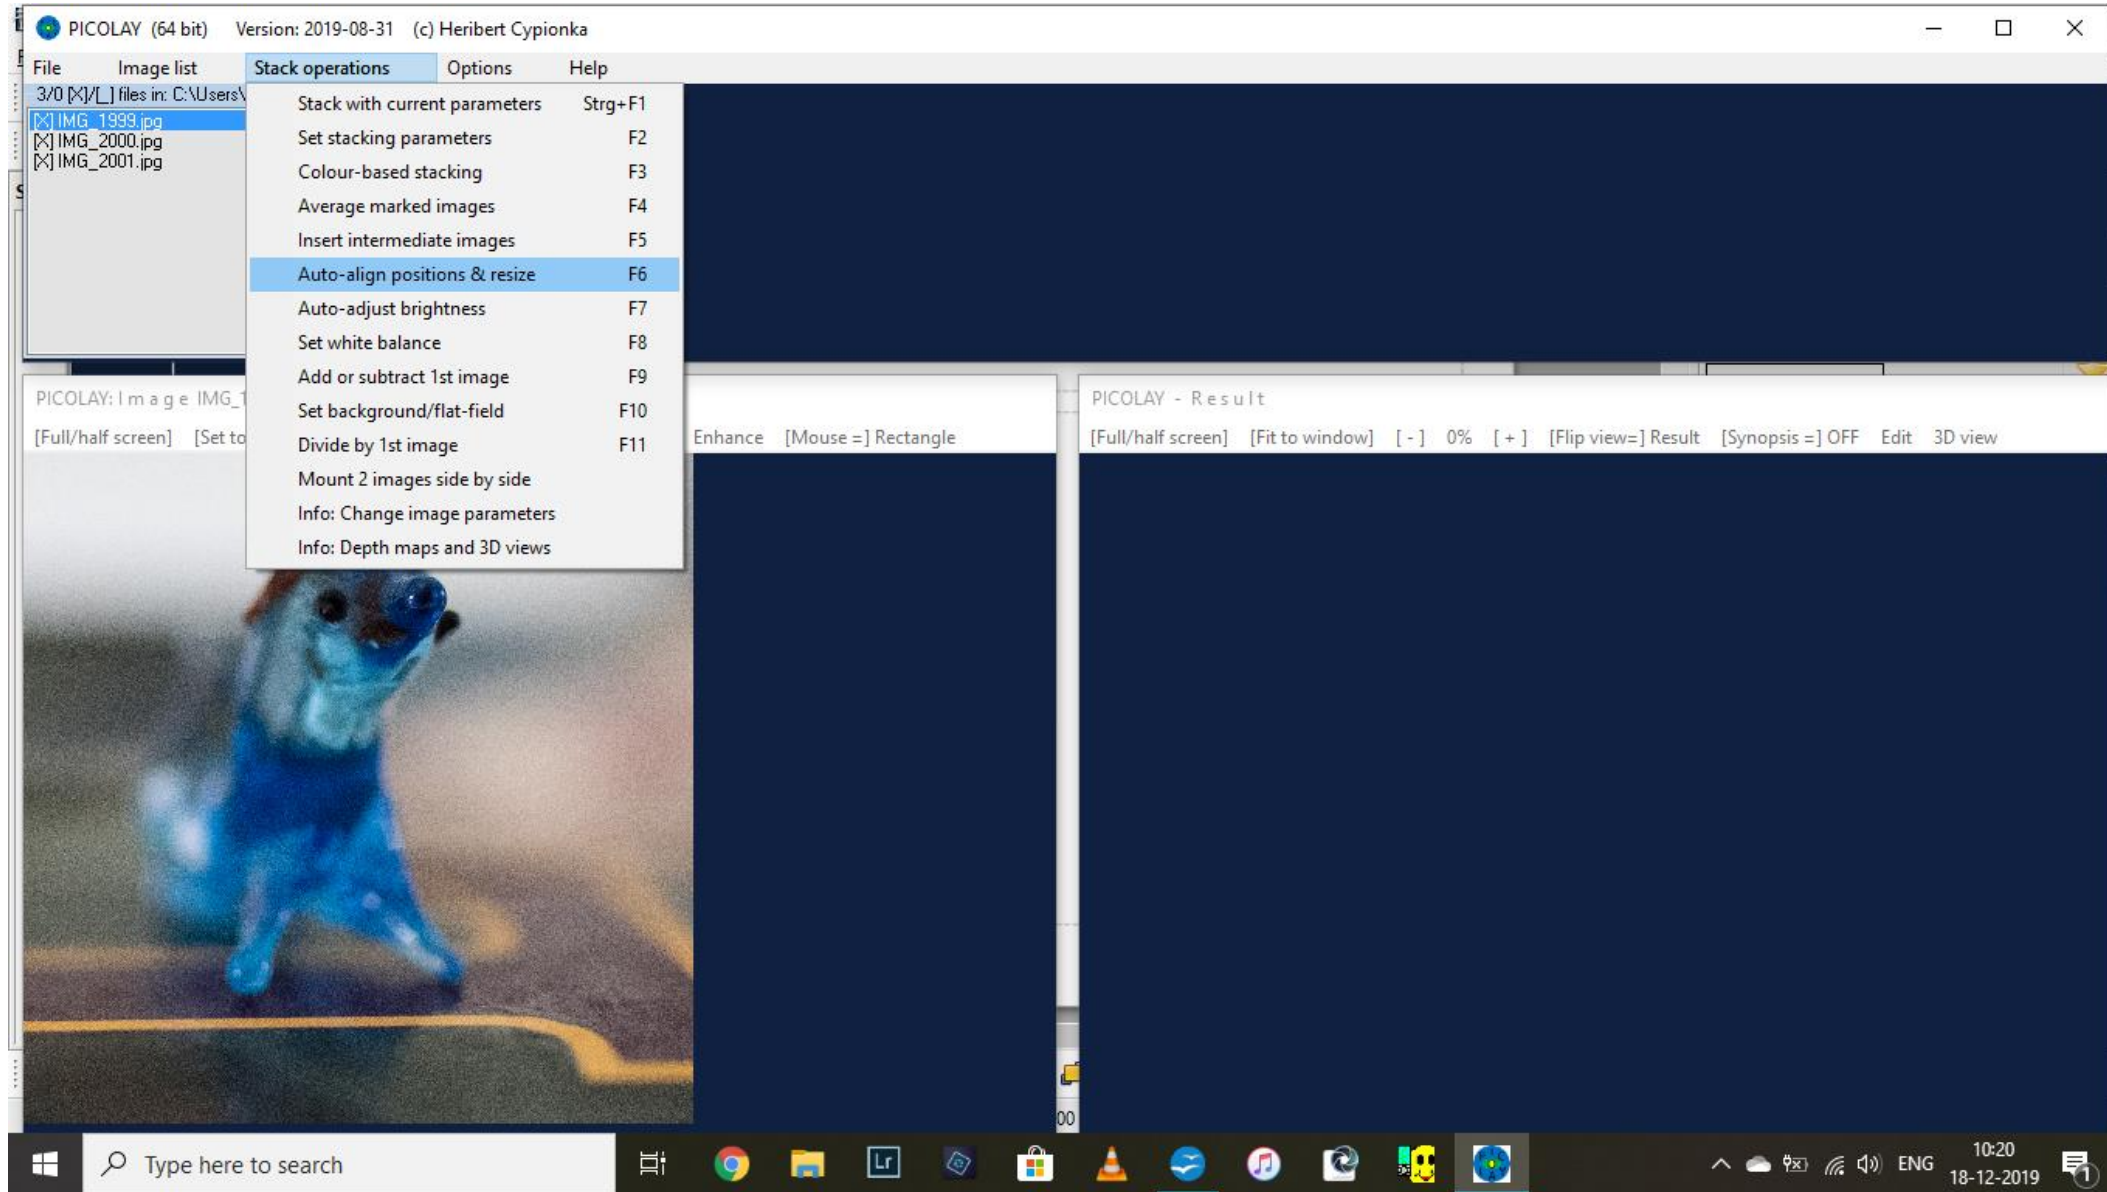 PICOLAY (64 bit) Version: 2019-08-31 (c) Heribert Cypionka
File Image list Stack operations Options Help
3/0 [X]/[_] files in: C:\Users\
[X] IMG_1999.jpg
[X] IMG_2000.jpg
[X] IMG_2001.jpg
Stack with current parameters Strg+F1
Set stacking parameters F2
Colour-based stacking F3
Average marked images F4
Insert intermediate images F5
Auto-align positions & resize F6
Auto-adjust brightness F7
Set white balance F8
Add or subtract 1st image F9
Set background/flat-field F10
Divide by 1st image F11
Mount 2 images side by side
Info: Change image parameters
Info: Depth maps and 3D views
PICOLAY: I m a g e IMG_1
[Full/half screen] [Set to Enhance [Mouse =] Rectangle
PICOLAY - R e s u l t
[Full/half screen] [Fit to window] [ - ] 0% [ + ] [Flip view=] Result [Synopsis =] OFF Edit 3D view
00
Type here to search
Lr
ENG
10:20
18-12-2019
1